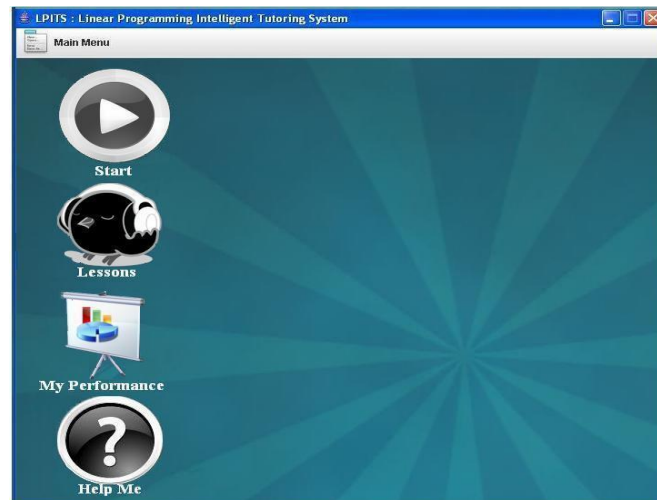 LPITS : Linear Programming Intelligent Tutoring System
Main Menu
Start
Lessons
My Performance
Help Me